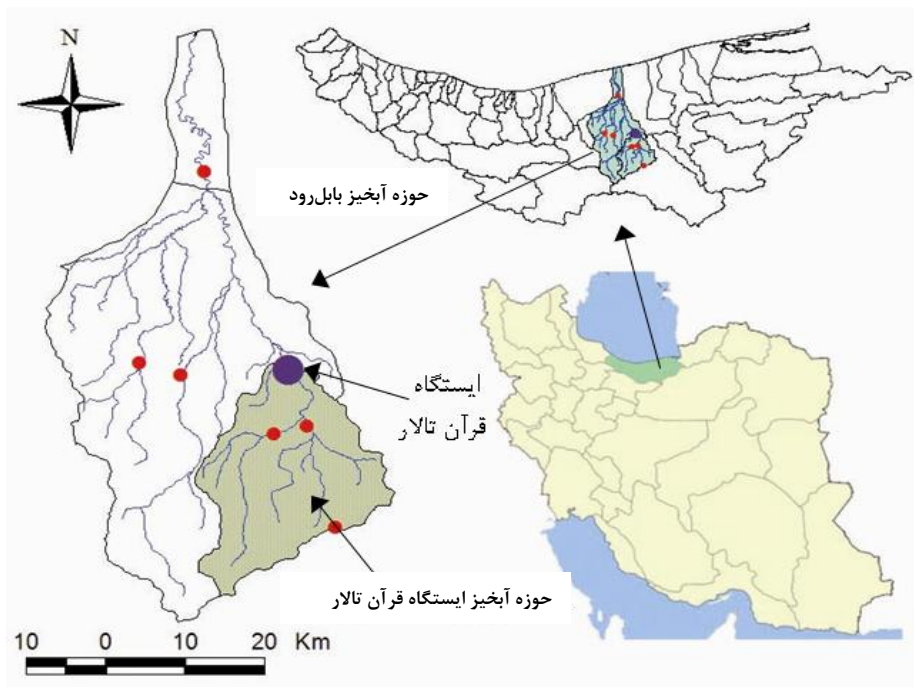 N
حوزه آبخیز بابل‌رود
ایستگاه
قرآن تالار
حوزه آبخیز ایستگاه قرآن تالار
10 0 10 20 Km